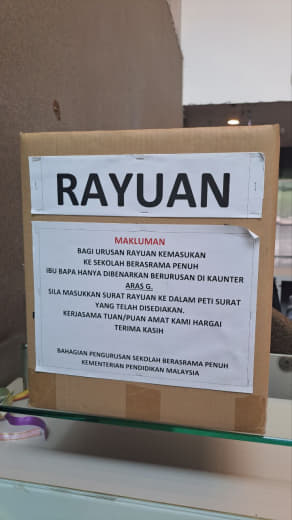 RAYUAN
MAKLUMAN
BAGI URUSAN RAYUAN KEMASUKAN
KE SEKOLAH BERASRAMA PENUH
IBU BAPA HANYA DIBENARKAN BERURUSAN DI KAUNTER
ARAS G.
SILA MASUKKAN SURAT RAYUAN KE DALAM PETI SURAT
YANG TELAH DISEDIAKAN.
KERJASAMA TUAN/PUAN AMAT KAMI HARGAI
TERIMA KASIH
BAHAGIAN PENGURUSAN SEKOLAH BERASRAMA PENUH
KEMENTERIAN PENDIDIKAN MALAYSIA